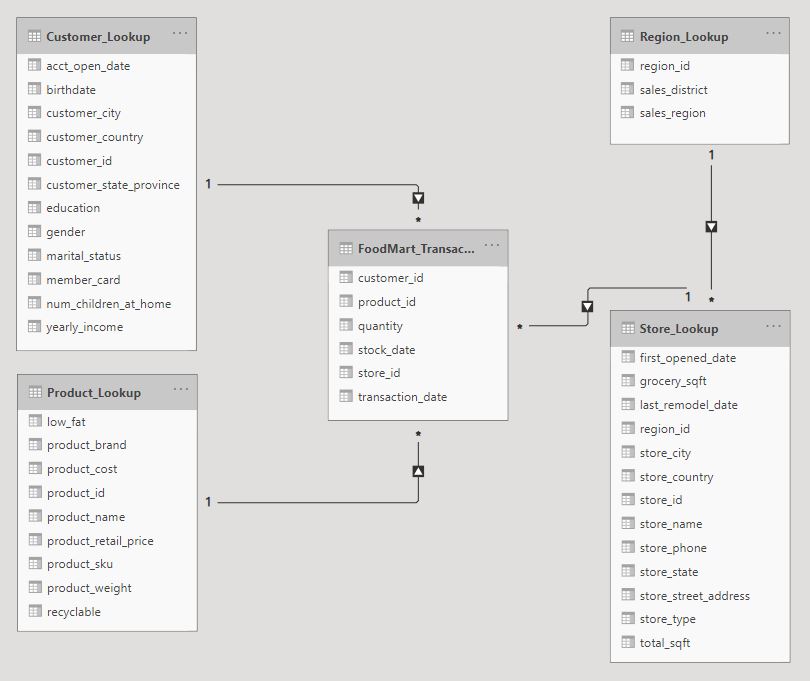 Customer_Lookup ...
acct_open_date
birthdate
customer_city
customer_country
customer_id
customer_state_province
education
gender
marital_status
member_card
num_children_at_home
yearly_income
Product_Lookup ...
low_fat
product_brand
product_cost
product_id
product_name
product_retail_price
product_sku
product_weight
recyclable
1
*
FoodMart_Transac... ...
customer_id
product_id
quantity
stock_date
store_id
transaction_date
*
1
Region_Lookup ...
region_id
sales_district
sales_region
1
*
1
*
Store_Lookup ...
first_opened_date
grocery_sqft
last_remodel_date
region_id
store_city
store_country
store_id
store_name
store_phone
store_state
store_street_address
store_type
total_sqft